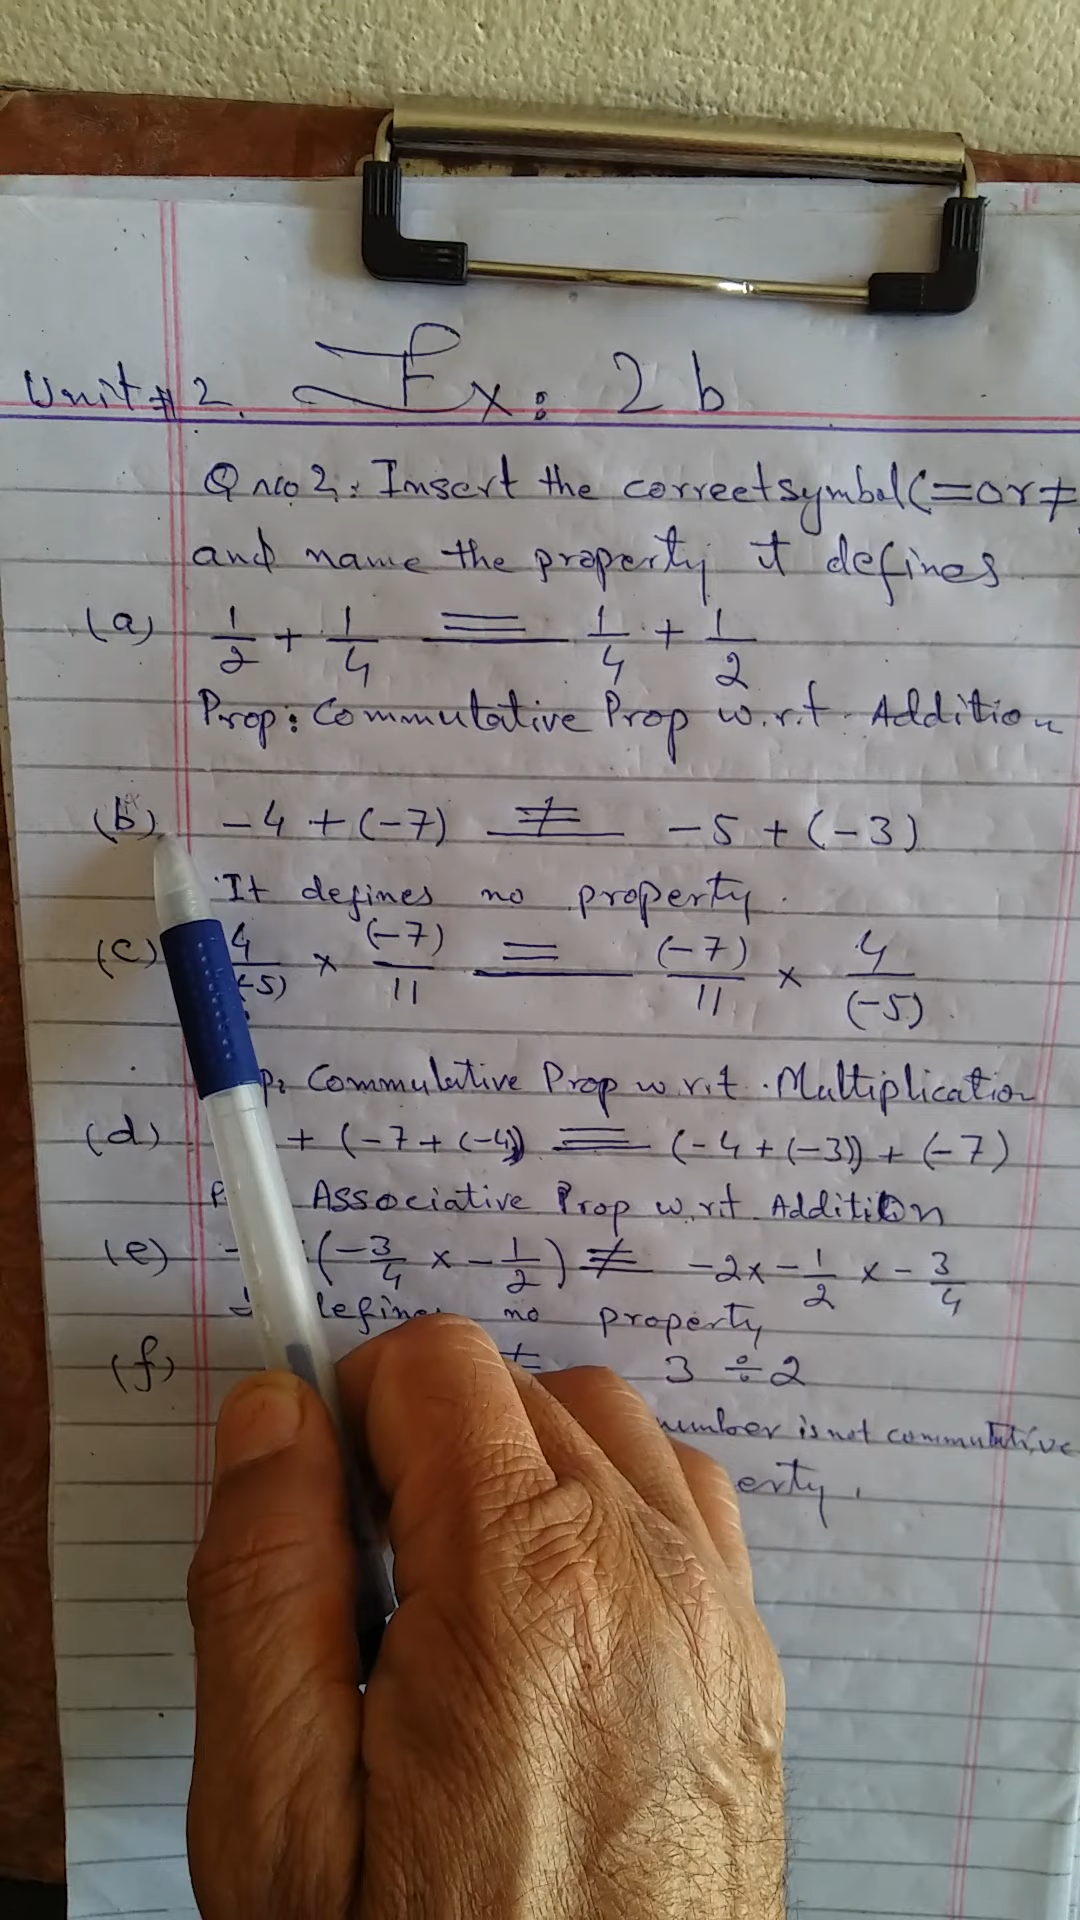 Unit # 2. Ex: 2 b
Q no 2: Insert the correct symbol (= or ≠)
and name the property it defines
(a) 1/2 + 1/4 = 1/4 + 1/2
Prop: Commutative Prop w.r.t. Addition
(b) -4 + (-7) ≠ -5 + (-3)
It defines no property.
(c) 4/(-5) × (-7)/11 = (-7)/11 × 4/(-5).
Commutative Prop w r.t. Multiplication
(d) + (-7 + (-4)) = (-4 + (-3)) + (-7)
Associative Prop w.r.t Addition
(e) (-3/4 × -1/2) ≠ -2 × -1/2 × -3/4
no property
(f) ≠ 3 ÷ 2
number is not commutative